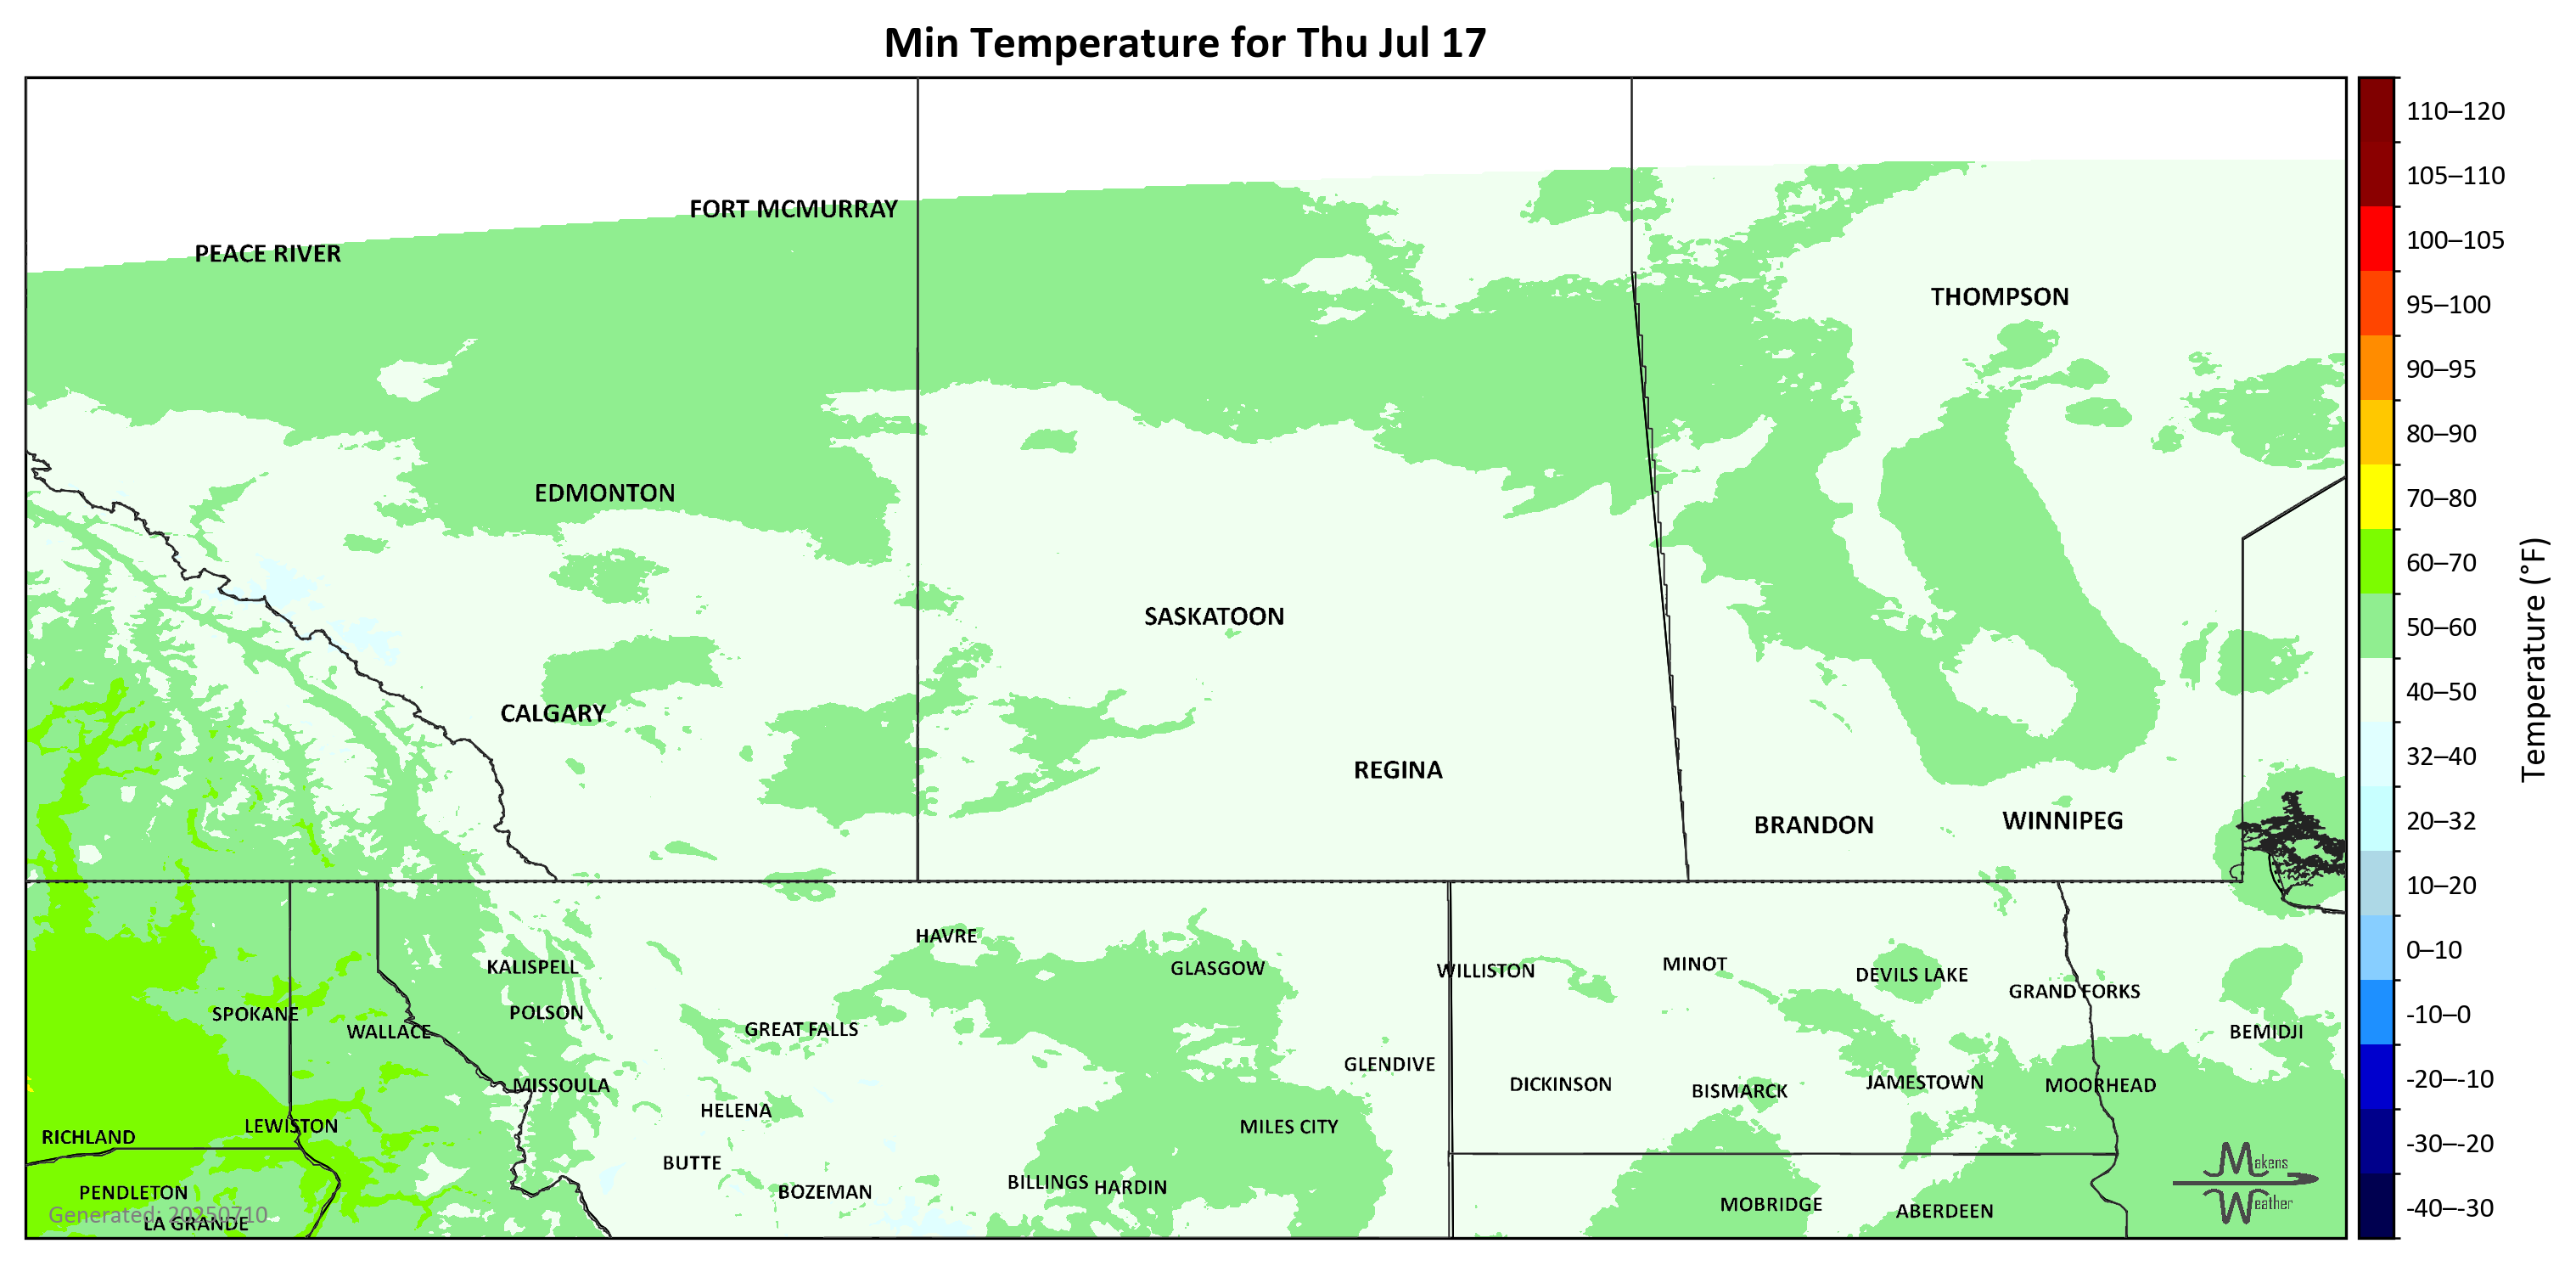 Min Temperature for Thu Jul 17
110–120
105–110
100–105
95–100
90–95
80–90
70–80
60–70
50–60
40–50
32–40
20–32
10–20
0–10
-10–0
-20–-10
-30–-20
-40–-30
Temperature (°F)
FORT MCMURRAY
PEACE RIVER
THOMPSON
EDMONTON
SASKATOON
CALGARY
REGINA
BRANDON
WINNIPEG
HAVRE
KALISPELL
GLASGOW
WILLISTON
MINOT
DEVILS LAKE
GRAND FORKS
SPOKANE
POLSON
WALLACE
GREAT FALLS
BEMIDJI
GLENDIVE
MISSOULA
DICKINSON
BISMARCK
JAMESTOWN
MOORHEAD
HELENA
RICHLAND
LEWISTON
MILES CITY
BUTTE
PENDLETON
BOZEMAN
BILLINGS
HARDIN
MOBRIDGE
ABERDEEN
Generated: 20250710
LA GRANDE
Makens
Weather